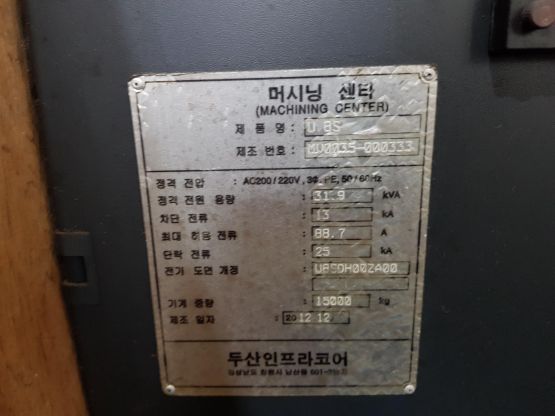 머시닝 센타
(MACHINING CENTER)
제 품 명 :
제조 번호 : MV0035-000333
정격 전압 : AC200/220V, 3Φ, PE, 50/60Hz
정격 전원 용량 : 31.9 kVA
차단 전류 : 13 kA
최대 허용 전류 : 88.7 A
단락 전류 : 25 kA
전기 도면 개정 :
기계 중량 : 15000 kg
제조 일자 : 2012 12
두산인프라코어